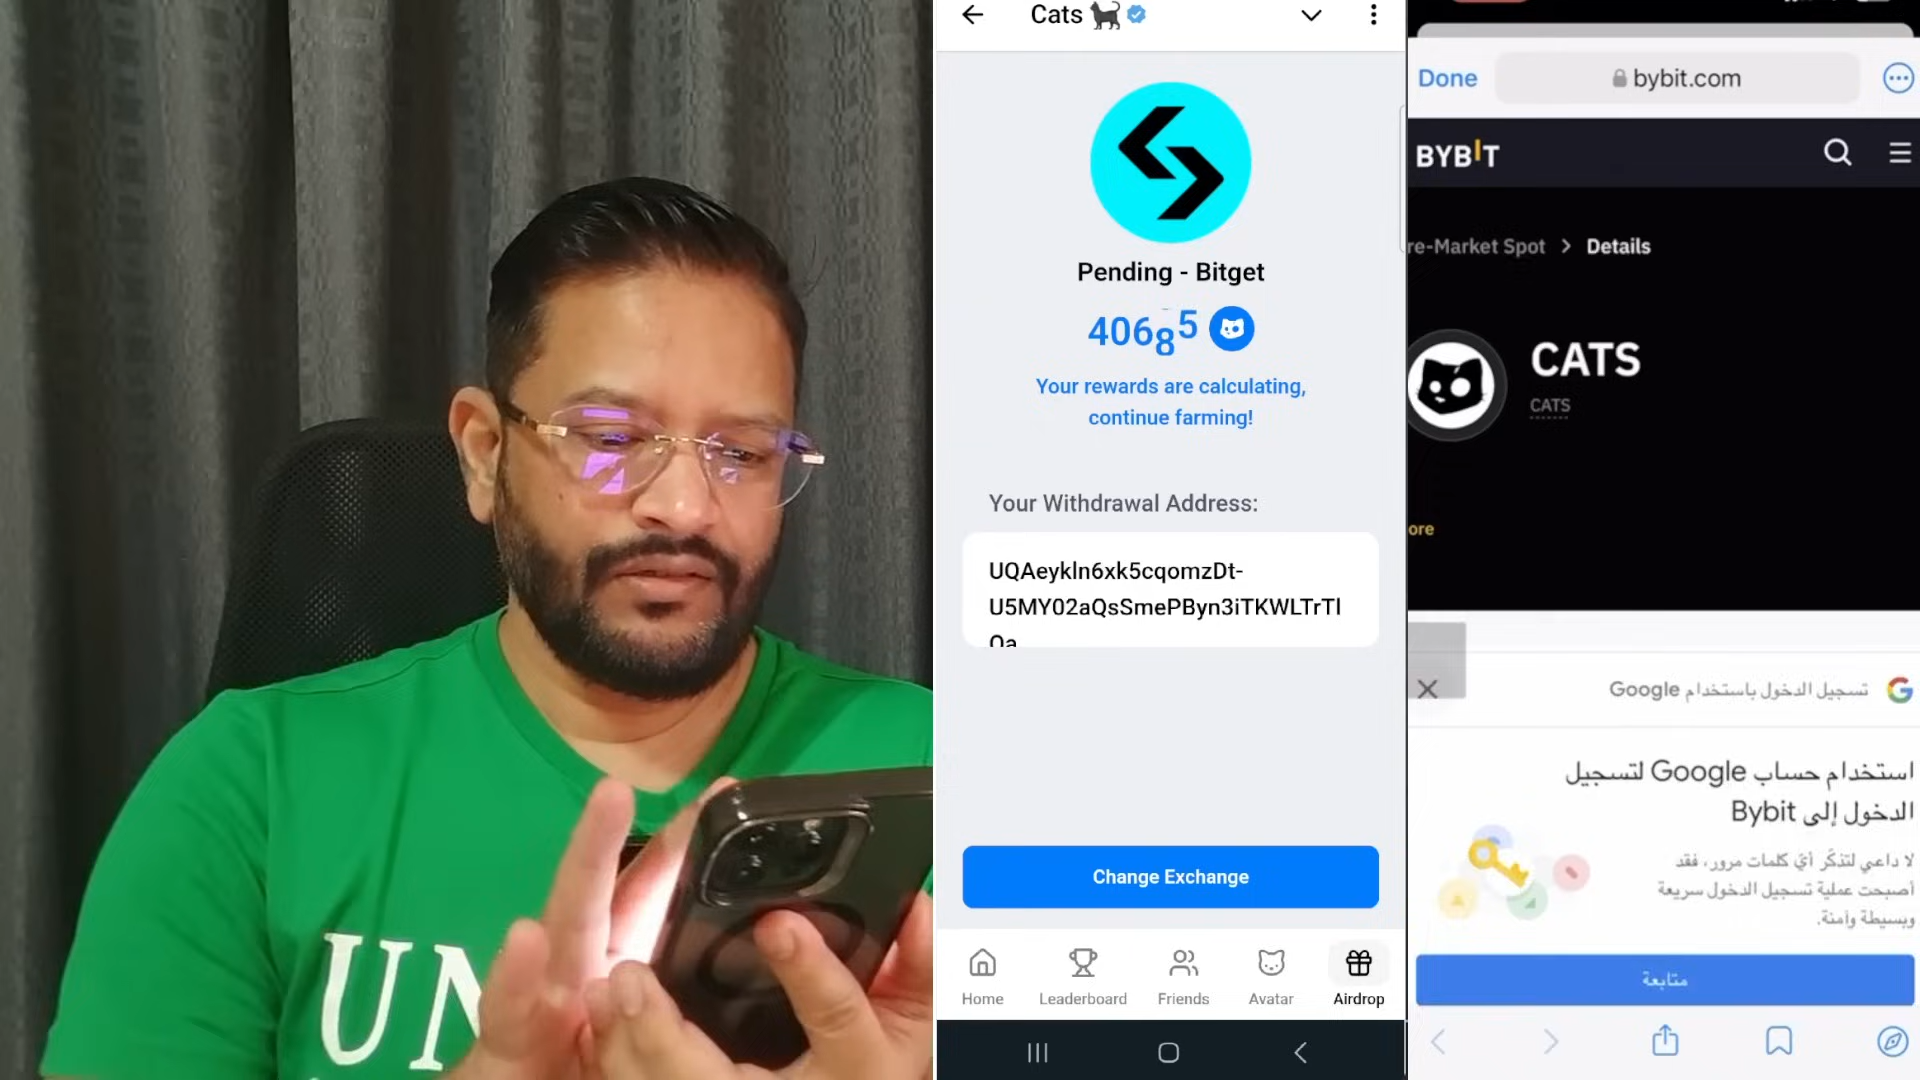 UN
Cats
Pending - Bitget
40685
Your rewards are calculating,
continue farming!
Your Withdrawal Address:
UQAeykln6xk5cqomzDt-
U5MY02aQsSmePByn3iTKWLTrTl
Qa
Change Exchange
Home
Leaderboard
Friends
Avatar
Airdrop
Done
bybit.com
BYBIT
re-Market Spot > Details
CATS
CATS
ore
تسجيل الدخول باستخدام Google
استخدام حساب Google لتسجيل
الدخول إلى Bybit
لا داعي لتذكّر أيّ كلمات مرور، فقد
أصبحت عملية تسجيل الدخول سريعة
وبسيطة وآمنة.
متابعة